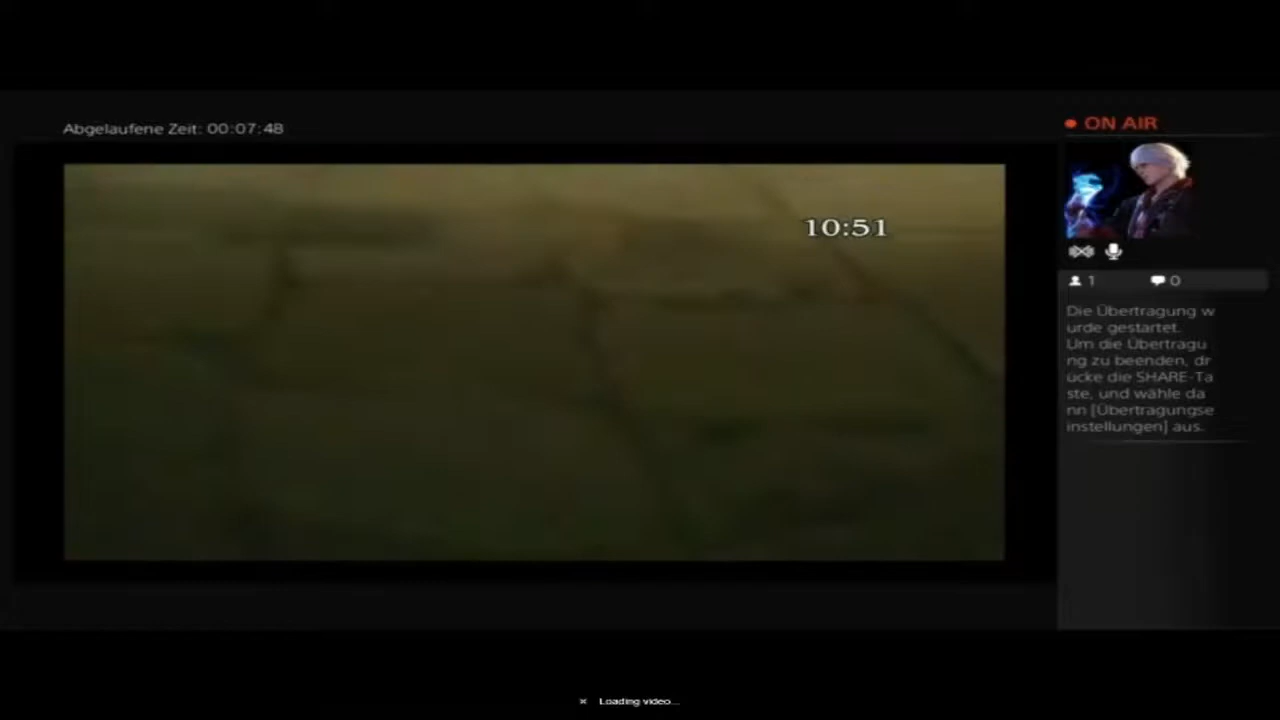 Abgelaufene Zeit: 00:07:48
ON AIR
10:51
1
0
Die Übertragung w
urde gestartet.
Um die Übertragu
ng zu beenden, dr
ücke die SHARE-Ta
ste, und wähle da
nn [Übertragungse
instellungen] aus.
Loading video...